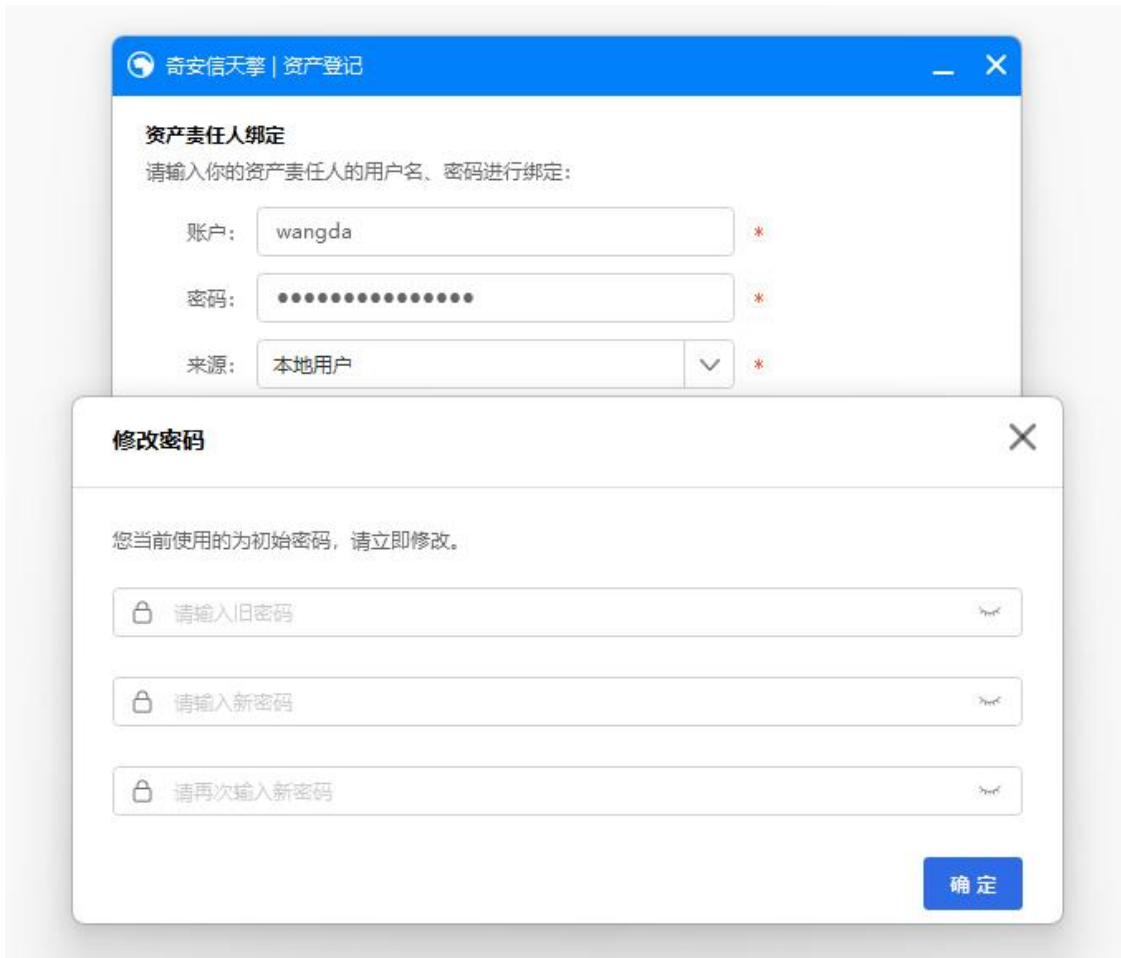 奇安信天擎 | 资产登记
资产责任人绑定
请输入你的资产责任人的用户名、密码进行绑定：
账户： wangda *
密码： ●●●●●●●●●●●●●●● *
来源： 本地用户 *
修改密码
您当前使用的为初始密码，请立即修改。
请输入旧密码
请输入新密码
请再次输入新密码
确 定